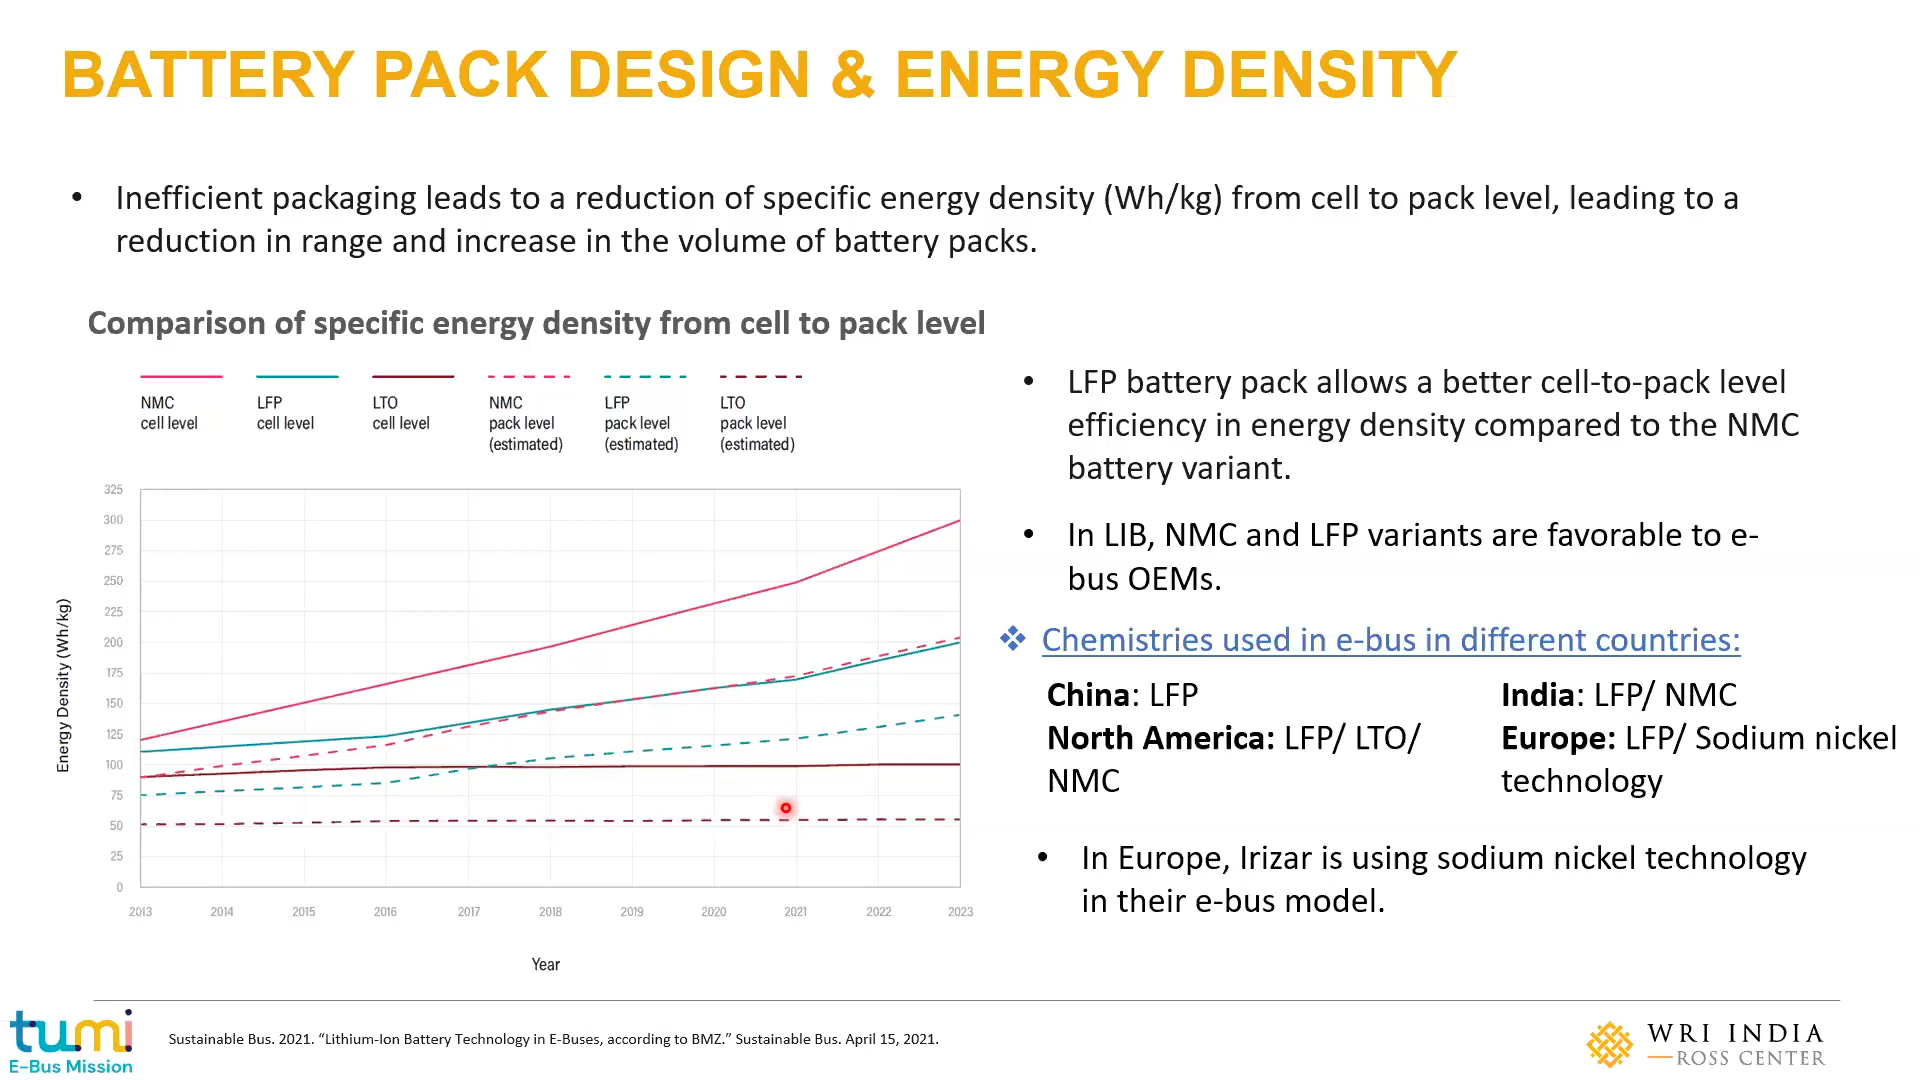 BATTERY PACK DESIGN & ENERGY DENSITY
• Inefficient packaging leads to a reduction of specific energy density (Wh/kg) from cell to pack level, leading to a
reduction in range and increase in the volume of battery packs.
Comparison of specific energy density from cell to pack level
NMC
cell level
LFP
cell level
LTO
cell level
NMC
pack level
(estimated)
LFP
pack level
(estimated)
LTO
pack level
(estimated)
Energy Density (Wh/kg)
325
300
275
250
225
200
175
150
125
100
75
50
25
0
2013 2014 2015 2016 2017 2018 2019 2020 2021 2022 2023
Year
• LFP battery pack allows a better cell-to-pack level
efficiency in energy density compared to the NMC
battery variant.
• In LIB, NMC and LFP variants are favorable to e-
bus OEMs.
❖ Chemistries used in e-bus in different countries:
China: LFP
North America: LFP/ LTO/
NMC
India: LFP/ NMC
Europe: LFP/ Sodium nickel
technology
• In Europe, Irizar is using sodium nickel technology
in their e-bus model.
tumi
E-Bus Mission
Sustainable Bus. 2021. “Lithium-Ion Battery Technology in E-Buses, according to BMZ.” Sustainable Bus. April 15, 2021.
WRI INDIA
ROSS CENTER